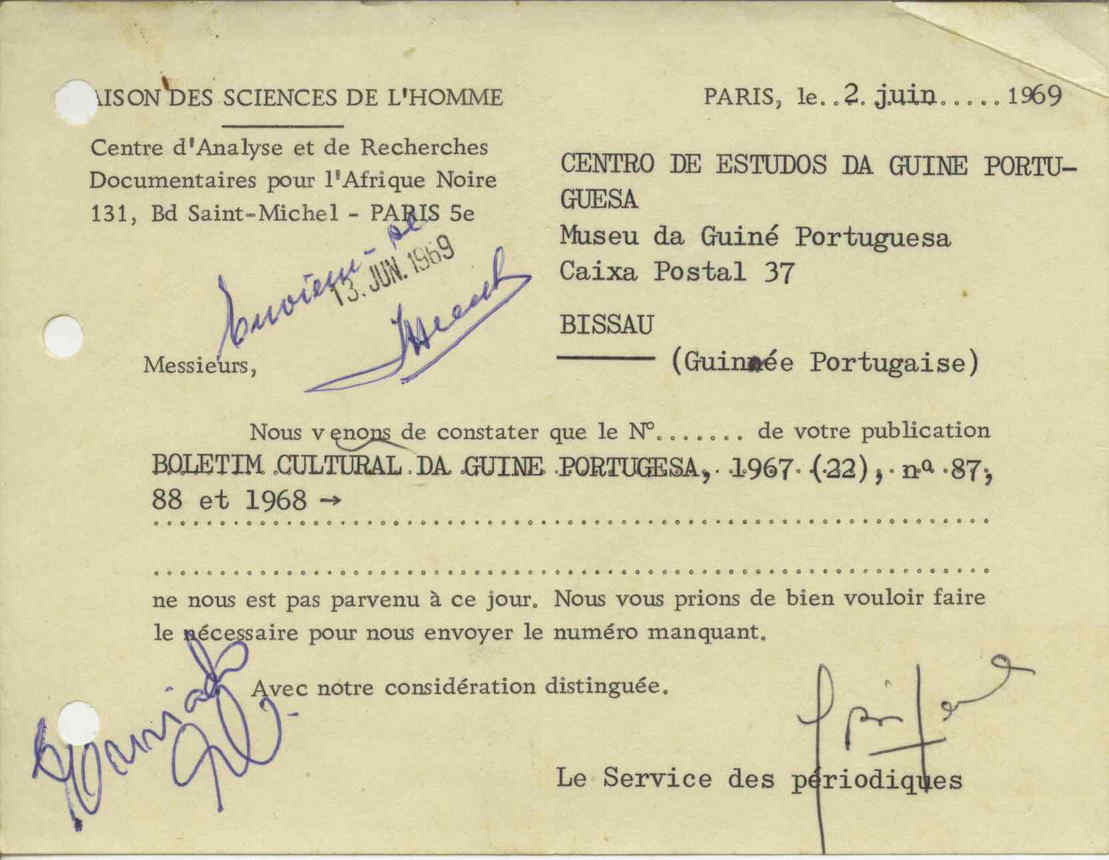 AISON DES SCIENCES DE L'HOMME
PARIS, le..2.juin.....1969
Centre d'Analyse et de Recherches
Documentaires pour l'Afrique Noire
131, Bd Saint-Michel - PARIS 5e
CENTRO DE ESTUDOS DA GUINE PORTU-
GUESA
Museu da Guiné Portuguesa
Caixa Postal 37
BISSAU
(Guinée Portugaise)
Enviem-se
13. JUN. 1969
Messieurs,
Nous venons de constater que le N°....... de votre publication
BOLETIM CULTURAL DA GUINE PORTUGESA, 1967 (22), nº 87,
88 et 1968 →
ne nous est pas parvenu à ce jour. Nous vous prions de bien vouloir faire
le nécessaire pour nous envoyer le numéro manquant.
Avec notre considération distinguée.
Le Service des périodiques